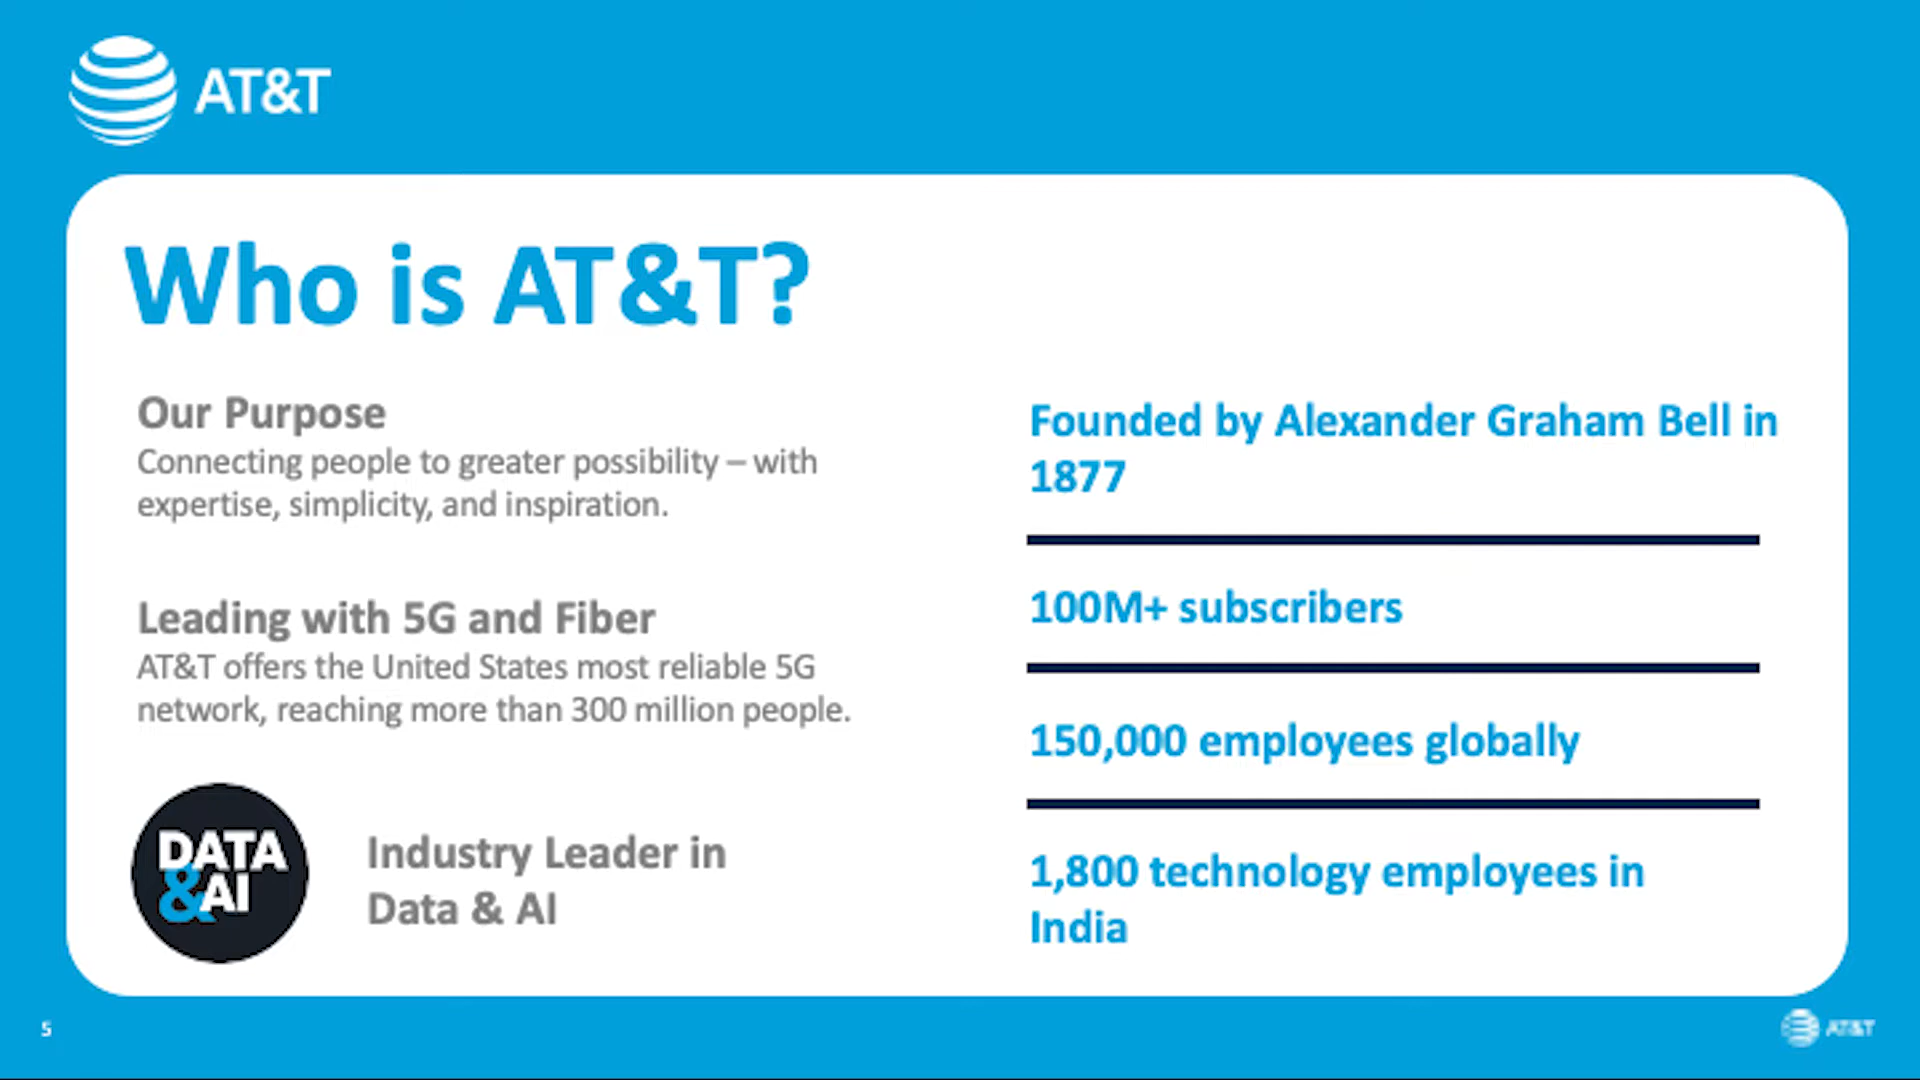 AT&T
Who is AT&T?
Our Purpose
Connecting people to greater possibility – with
expertise, simplicity, and inspiration.
Leading with 5G and Fiber
AT&T offers the United States most reliable 5G
network, reaching more than 300 million people.
DATA
&AI
Industry Leader in
Data & AI
Founded by Alexander Graham Bell in
1877
100M+ subscribers
150,000 employees globally
1,800 technology employees in
India
5
AT&T